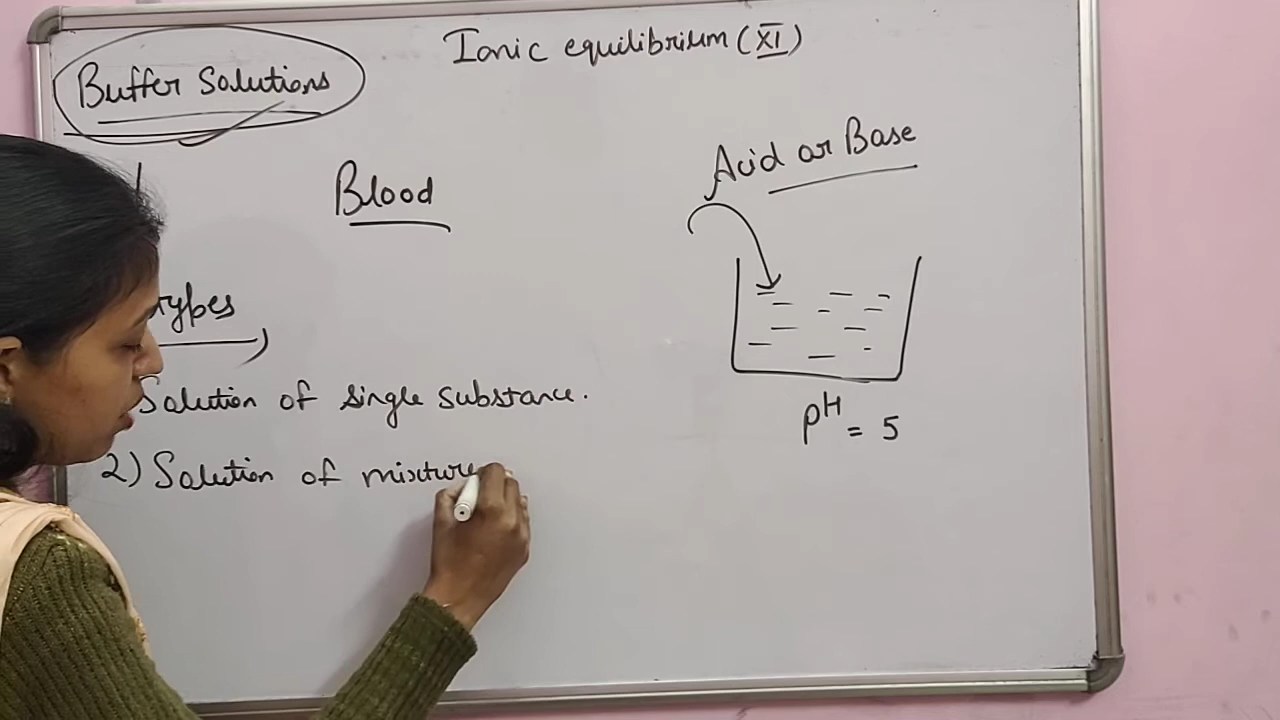 Ionic equilibrium (XI)
Buffer Solutions
Acid or Base
Blood
types
Solution of single substance.
pH = 5
2) Solution of mixture